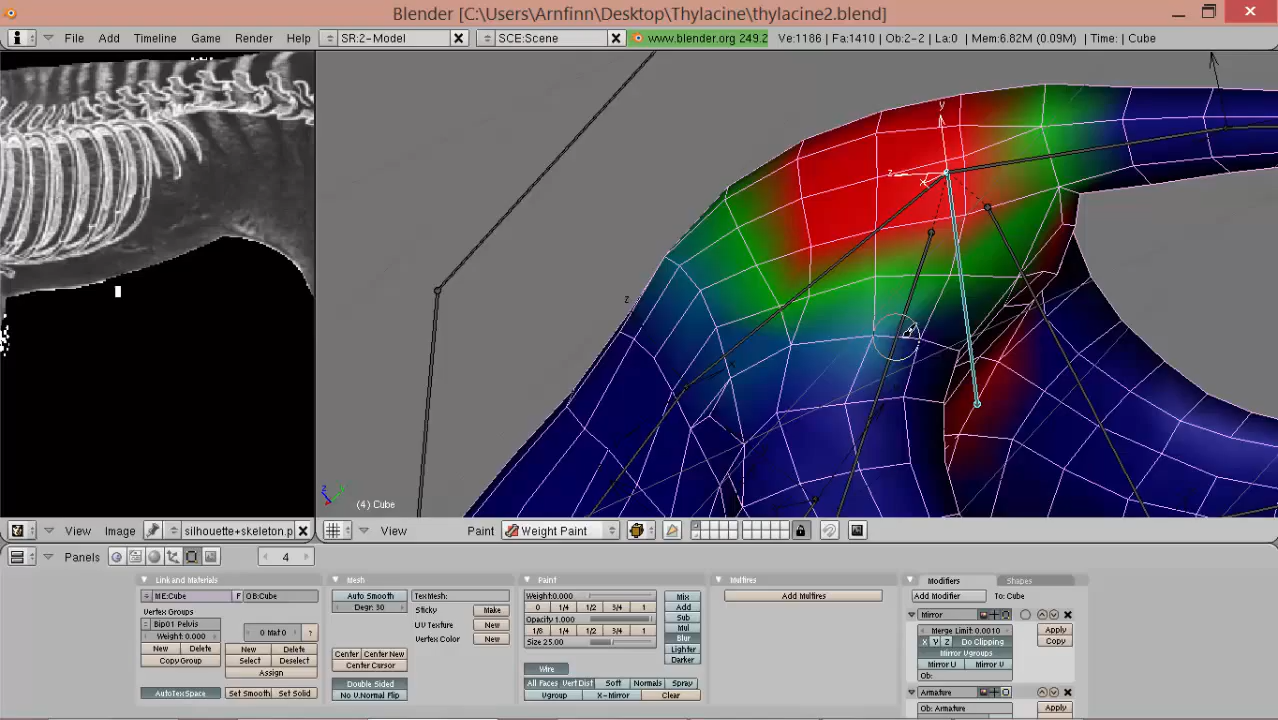 Blender [C:\Users\Arnfinn\Desktop\Thylacine\thylacine2.blend]
File Add Timeline Game Render Help SR:2-Model SCE:Scene www.blender.org 249.2 Ve:1166 | Fa:1410 | Ob:2-2 | La:0 | Mem:6.82M (0.09M) | Time: | Cube
y
z
x
z
x
z y
(4) Cube
View Image silhouette+skeleton.p View Paint Weight Paint
Panels 4
Link and Materials Mesh Paint Multires Modifiers Shapes
ME:Cube F OB:Cube Auto Smooth TexMesh: Weight:0.000 Mix Add Multires Add Modifier To: Cube
Degr: 30 Sticky Make 0 1/4 1/2 3/4 1 Add
Vertex Groups Mirror
Bip01 Pelvis UV Texture New Opacity 1.000 Sub Merge Limit: 0.0010 Apply
Weight: 0.000 0 Mat 0 ? Vertex Color New 1/8 1/4 1/2 3/4 1 Mul X Y Z Do Clipping Copy
New Delete New Delete Center Center New Size 25.00 Blur Mirror Vgroups
Copy Group Select Deselect Center Cursor Lighter Mirror U Mirror V
Assign Wire Darker Ob:
AutoTexSpace Set Smooth Set Solid Double Sided All Faces Vert Dist Soft Normals Spray Armature
No V.Normal Flip Vgroup X-Mirror Clear Ob: Armature Apply